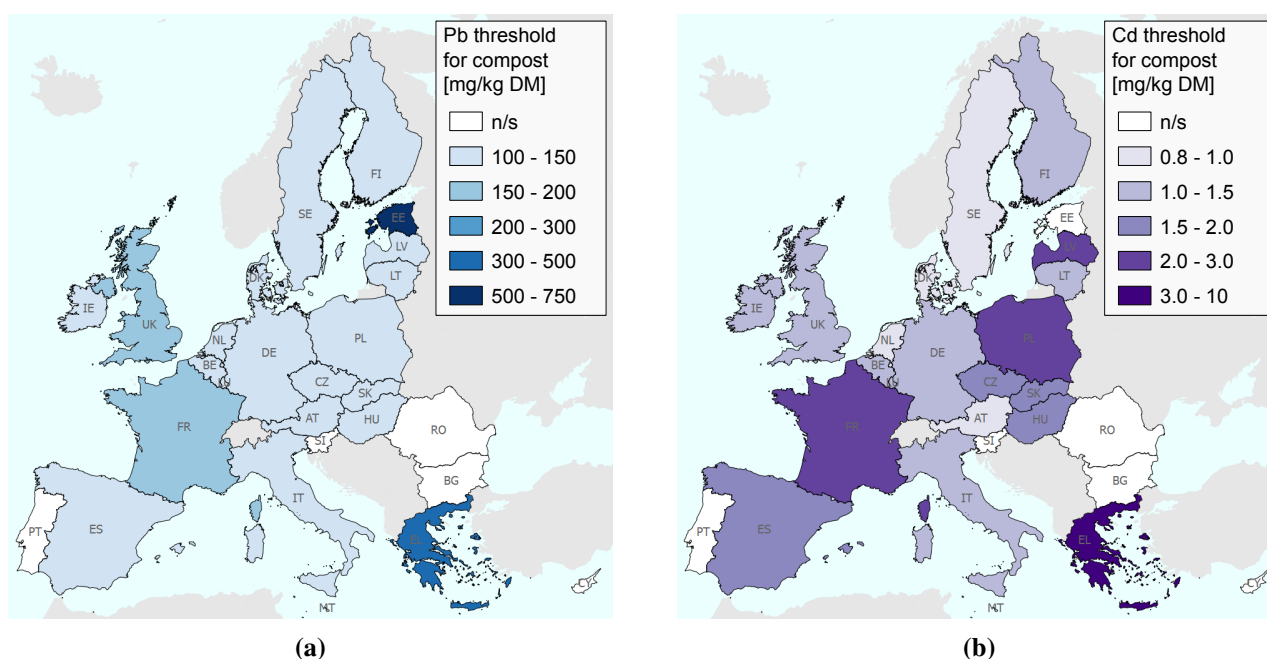 Pb threshold
for compost
[mg/kg DM]
n/s
100 - 150
150 - 200
200 - 300
300 - 500
500 - 750
FI
SE
EE
LV
LT
DK
IE
UK
NL
BE
LU
DE
PL
CZ
SK
AT
HU
SI
FR
RO
BG
IT
PT
ES
EL
MT
CY
(a)
Cd threshold
for compost
[mg/kg DM]
n/s
0.8 - 1.0
1.0 - 1.5
1.5 - 2.0
2.0 - 3.0
3.0 - 10
FI
SE
EE
LV
LT
DK
IE
UK
NL
BE
LU
DE
PL
CZ
SK
AT
HU
SI
FR
RO
BG
IT
PT
ES
EL
MT
CY
(b)